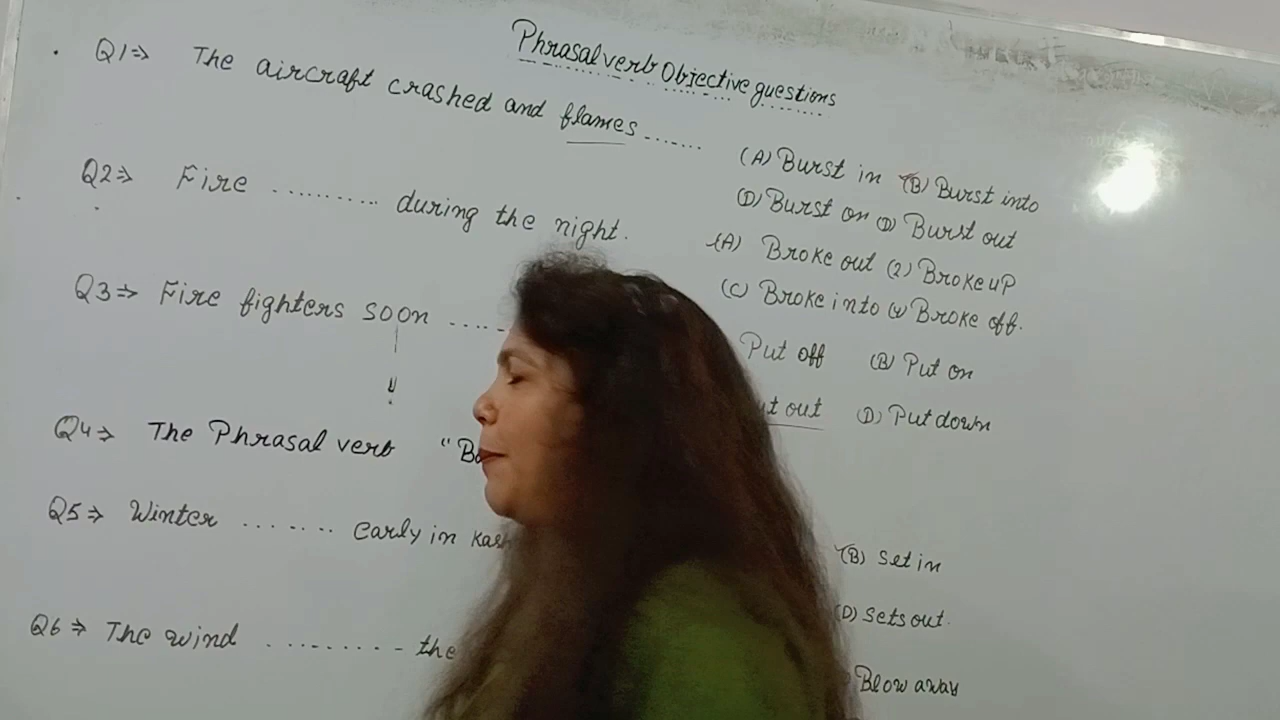 Phrasal verb Objective questions
Q1⇒ The aircraft crashed and flames.......
(A) Burst in (B) Burst into
(D) Burst on (D) Burst out
Q2⇒ Fire .......... during the night.
(A) Broke out (2) Broke up
(C) Broke into (4) Broke off.
Q3⇒ Fire fighters soon .....
Put off (B) Put on
out (D) Put down
Q4⇒ The Phrasal verb
Q5⇒ Winter ....... early in
(B) Set in
(D) Sets out.
Q6⇒ The wind ......... the
Blow away